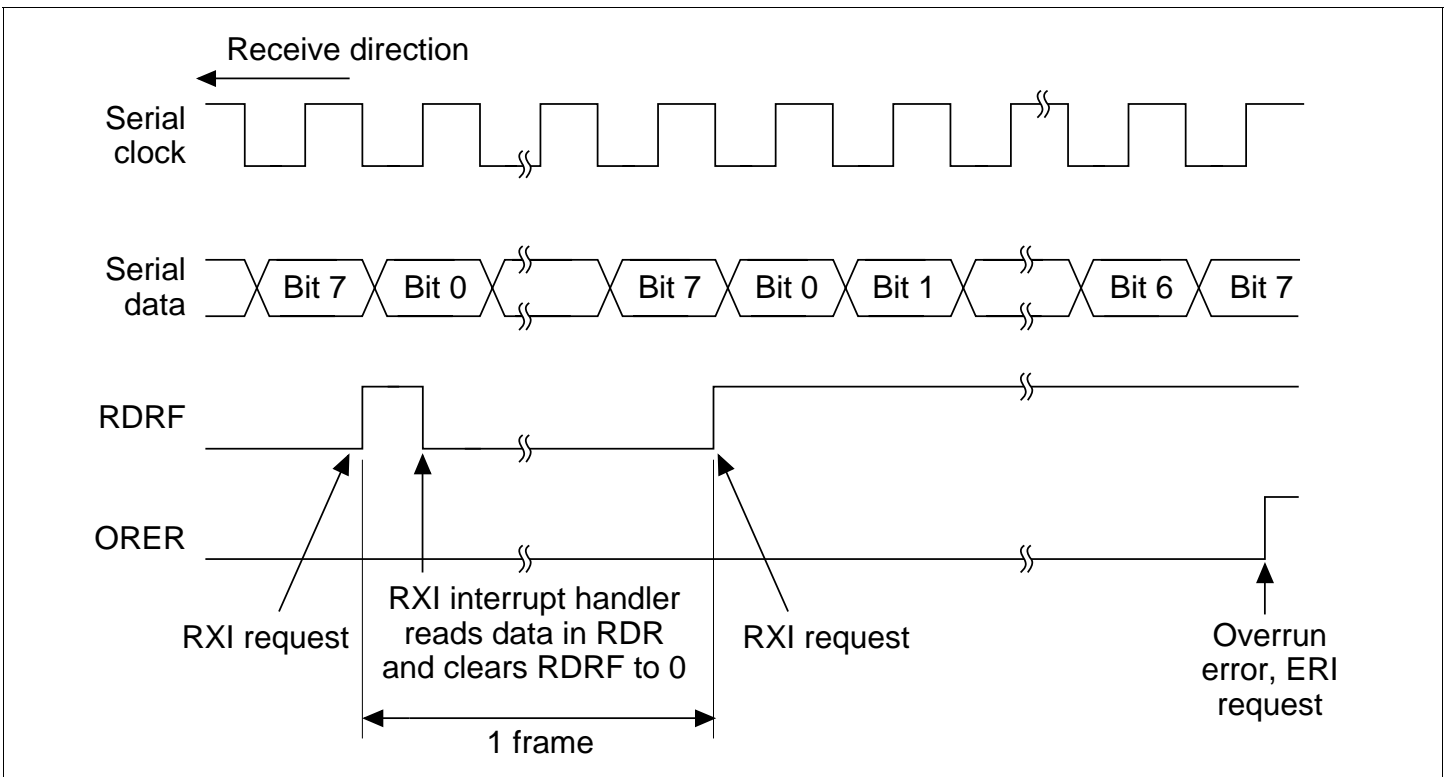 Receive direction
Serial
clock
Serial
data
Bit 7
Bit 0
Bit 7
Bit 0
Bit 1
Bit 6
Bit 7
RDRF
ORER
RXI request
RXI interrupt handler
reads data in RDR
and clears RDRF to 0
RXI request
Overrun
error, ERI
request
1 frame